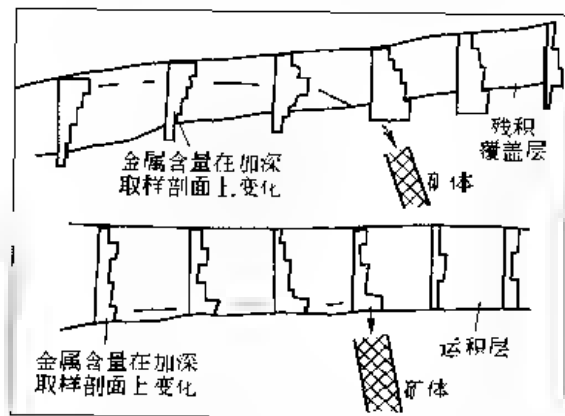 残积
覆盖层
金属含量在加深
取样剖面上变化
矿体
运积层
金属含量在加深
取样剖面上变化
矿体